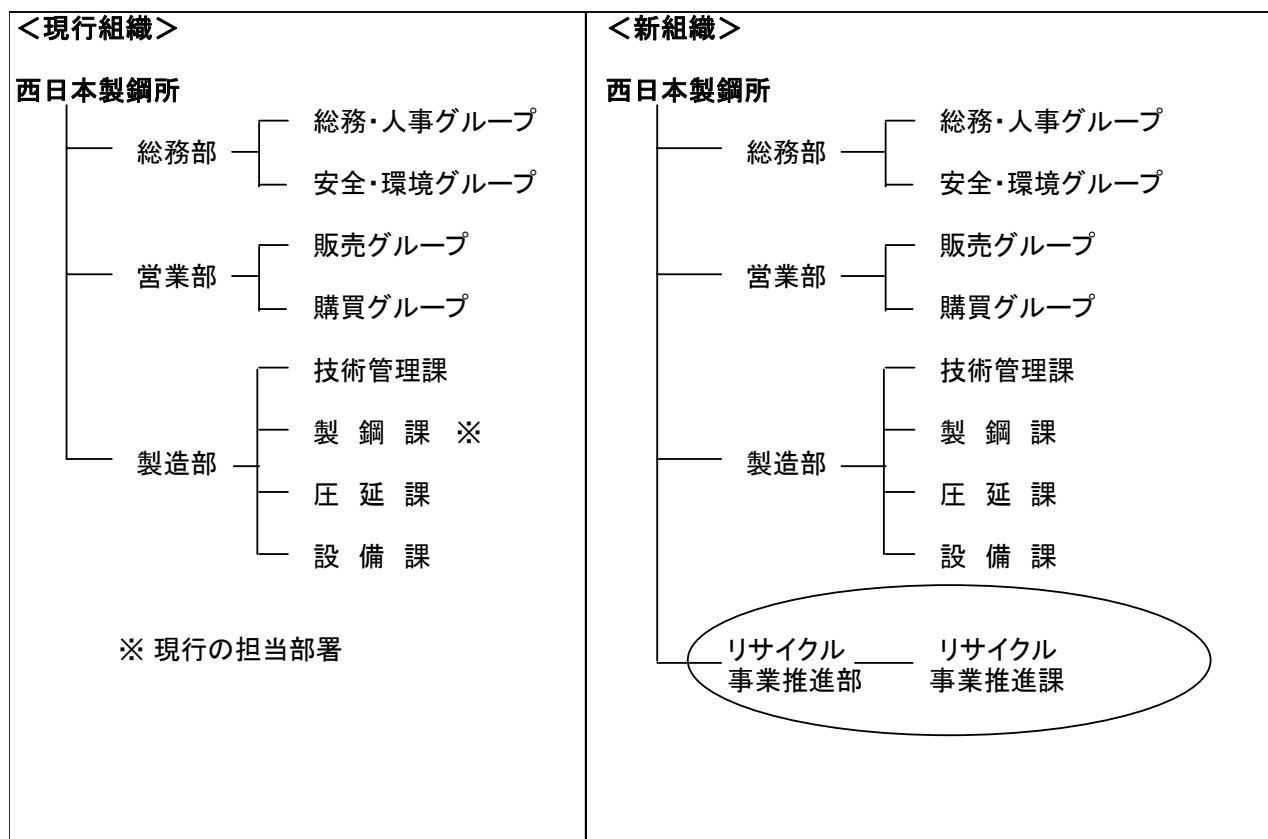 <現行組織>
西日本製鋼所
総務部
総務・人事グループ
安全・環境グループ
営業部
販売グループ
購買グループ
製造部
技術管理課
製 鋼 課 ※
圧 延 課
設 備 課
※ 現行の担当部署
<新組織>
西日本製鋼所
総務部
総務・人事グループ
安全・環境グループ
営業部
販売グループ
購買グループ
製造部
技術管理課
製 鋼 課
圧 延 課
設 備 課
リサイクル
事業推進部
リサイクル
事業推進課